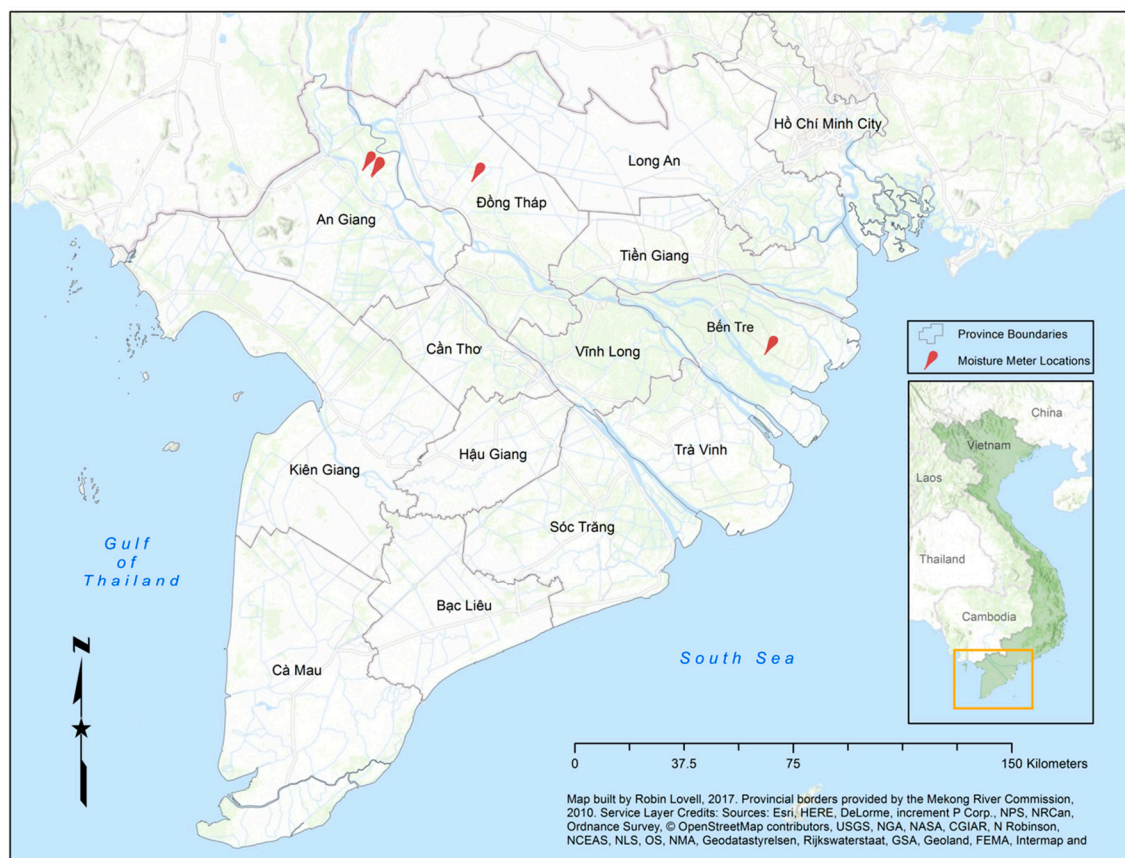 Hồ Chí Minh City
Long An
Đồng Tháp
An Giang
Tiền Giang
Bến Tre
Cần Thơ
Vĩnh Long
Province Boundaries
Moisture Meter Locations
China
Vietnam
Laos
Thailand
Cambodia
Trà Vinh
Hậu Giang
Kiên Giang
Sóc Trăng
Gulf
of
Thailand
Bạc Liêu
South Sea
Cà Mau
N
0 37.5 75 150 Kilometers
Map built by Robin Lovell, 2017. Provincial borders provided by the Mekong River Commission,
2010. Service Layer Credits: Sources: Esri, HERE, DeLorme, increment P Corp., NPS, NRCan,
Ordnance Survey, © OpenStreetMap contributors, USGS, NGA, NASA, CGIAR, N Robinson,
NCEAS, NLS, OS, NMA, Geodatastyrelsen, Rijkswaterstaat, GSA, Geoland, FEMA, Intermap and